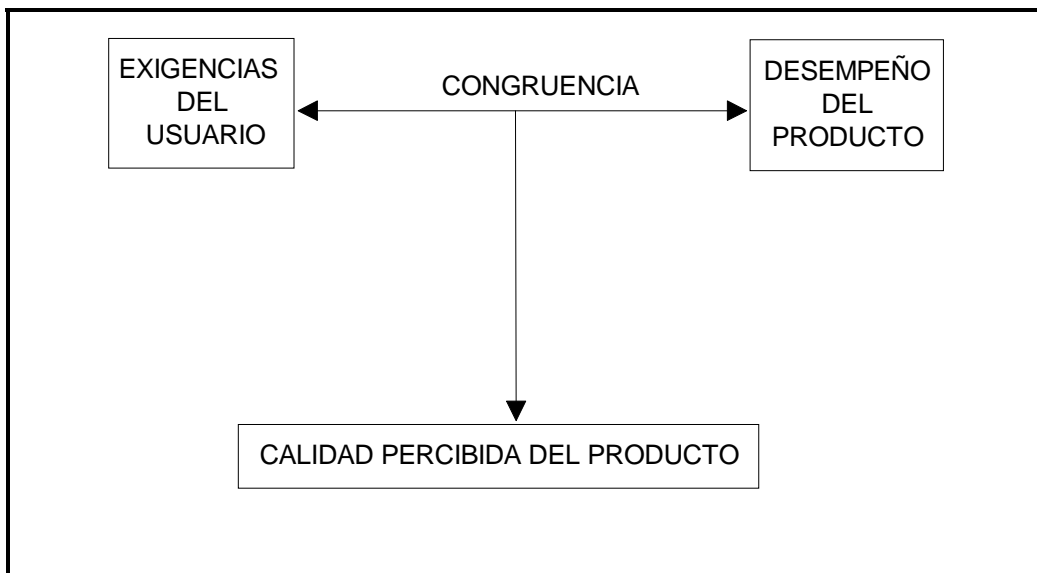 EXIGENCIAS
DEL
USUARIO
CONGRUENCIA
DESEMPEÑO
DEL
PRODUCTO
CALIDAD PERCIBIDA DEL PRODUCTO